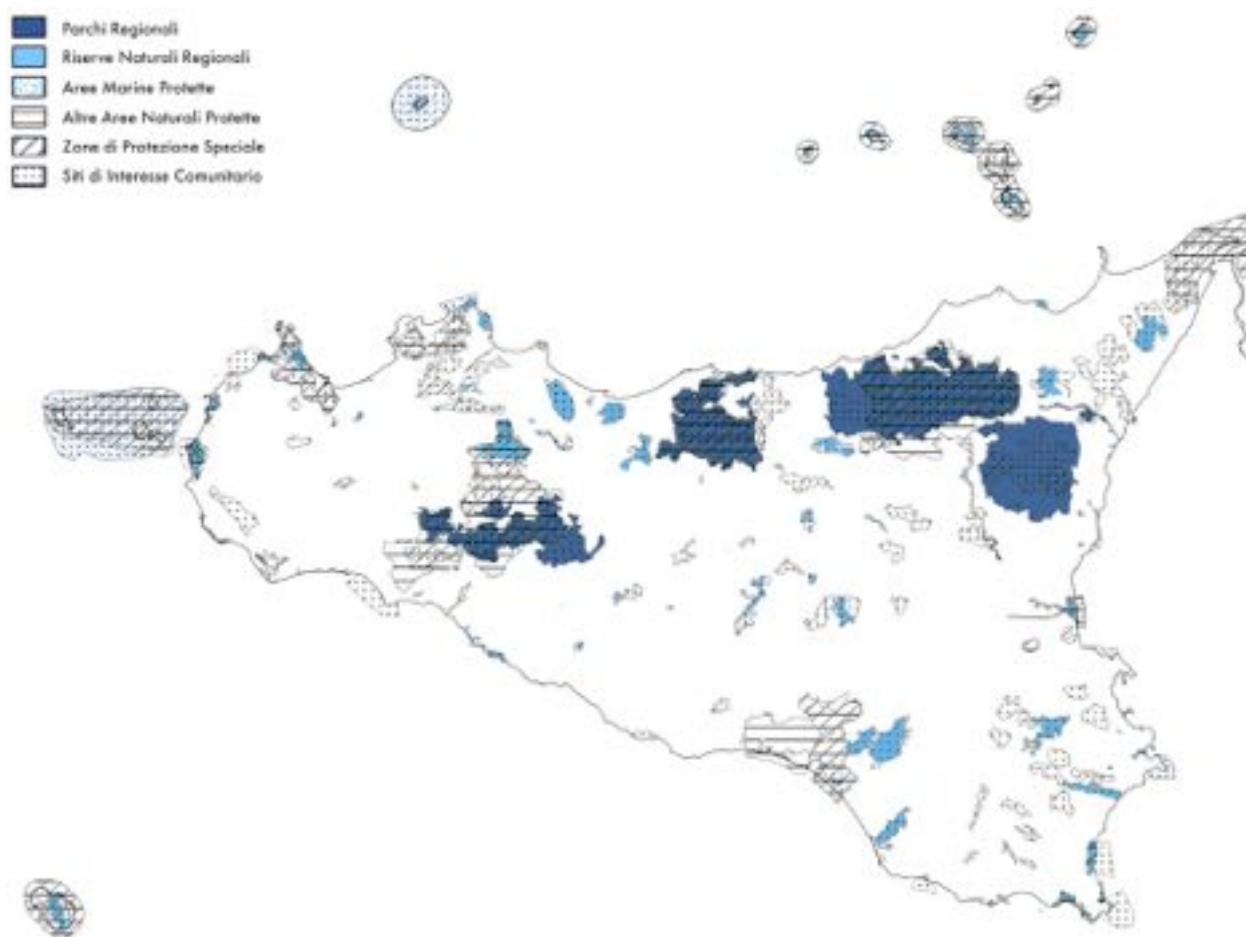 Parchi Regionali
Riserve Naturali Regionali
Aree Marine Protette
Altre Aree Naturali Protette
Zone di Protezione Speciale
Siti di Interesse Comunitario